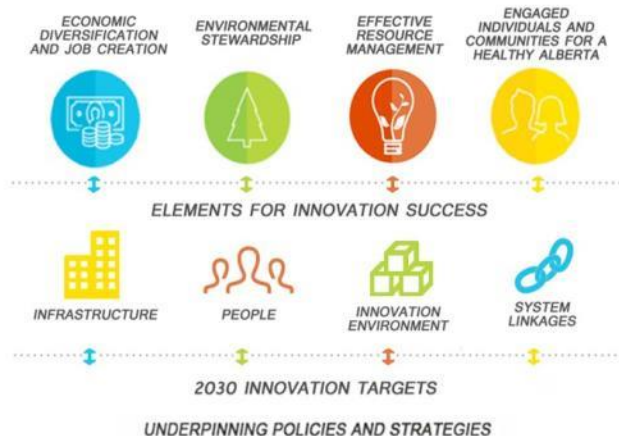 ECONOMIC
DIVERSIFICATION
AND JOB CREATION
ENVIRONMENTAL
STEWARDSHIP
EFFECTIVE
RESOURCE
MANAGEMENT
ENGAGED
INDIVIDUALS AND
COMMUNITIES FOR A
HEALTHY ALBERTA
ELEMENTS FOR INNOVATION SUCCESS
INFRASTRUCTURE
PEOPLE
INNOVATION
ENVIRONMENT
SYSTEM
LINKAGES
2030 INNOVATION TARGETS
UNDERPINNING POLICIES AND STRATEGIES